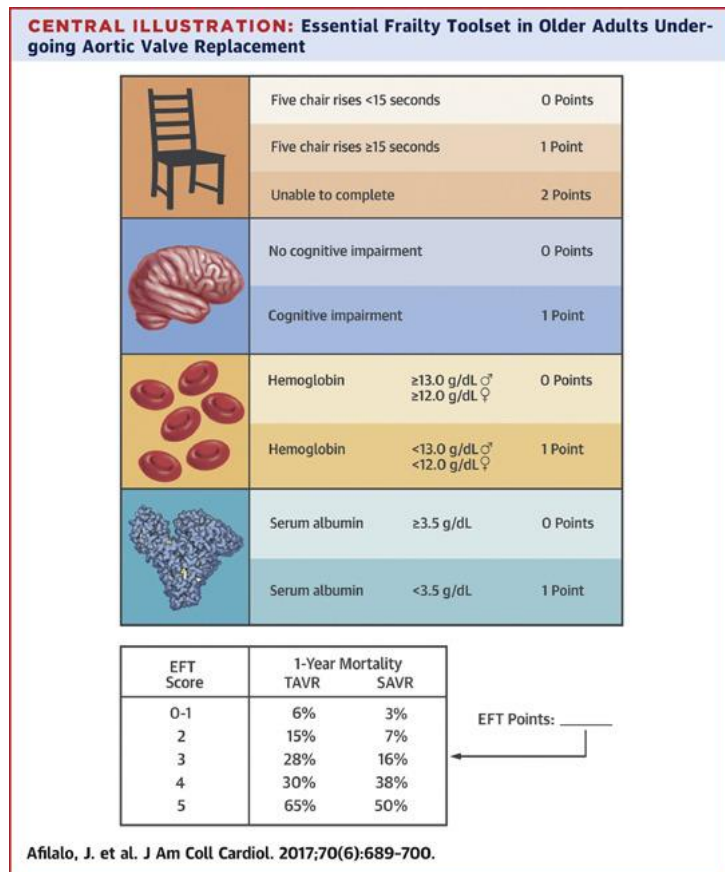 CENTRAL ILLUSTRATION: Essential Frailty Toolset in Older Adults Under-
going Aortic Valve Replacement
Five chair rises <15 seconds 0 Points
Five chair rises ≥15 seconds 1 Point
Unable to complete 2 Points
No cognitive impairment 0 Points
Cognitive impairment 1 Point
Hemoglobin ≥13.0 g/dL ♂ 0 Points
≥12.0 g/dL ♀
Hemoglobin <13.0 g/dL ♂ 1 Point
<12.0 g/dL ♀
Serum albumin ≥3.5 g/dL 0 Points
Serum albumin <3.5 g/dL 1 Point
EFT 1-Year Mortality
Score TAVR SAVR
0-1 6% 3%
2 15% 7%
3 28% 16%
4 30% 38%
5 65% 50%
EFT Points: ______
Afilalo, J. et al. J Am Coll Cardiol. 2017;70(6):689-700.